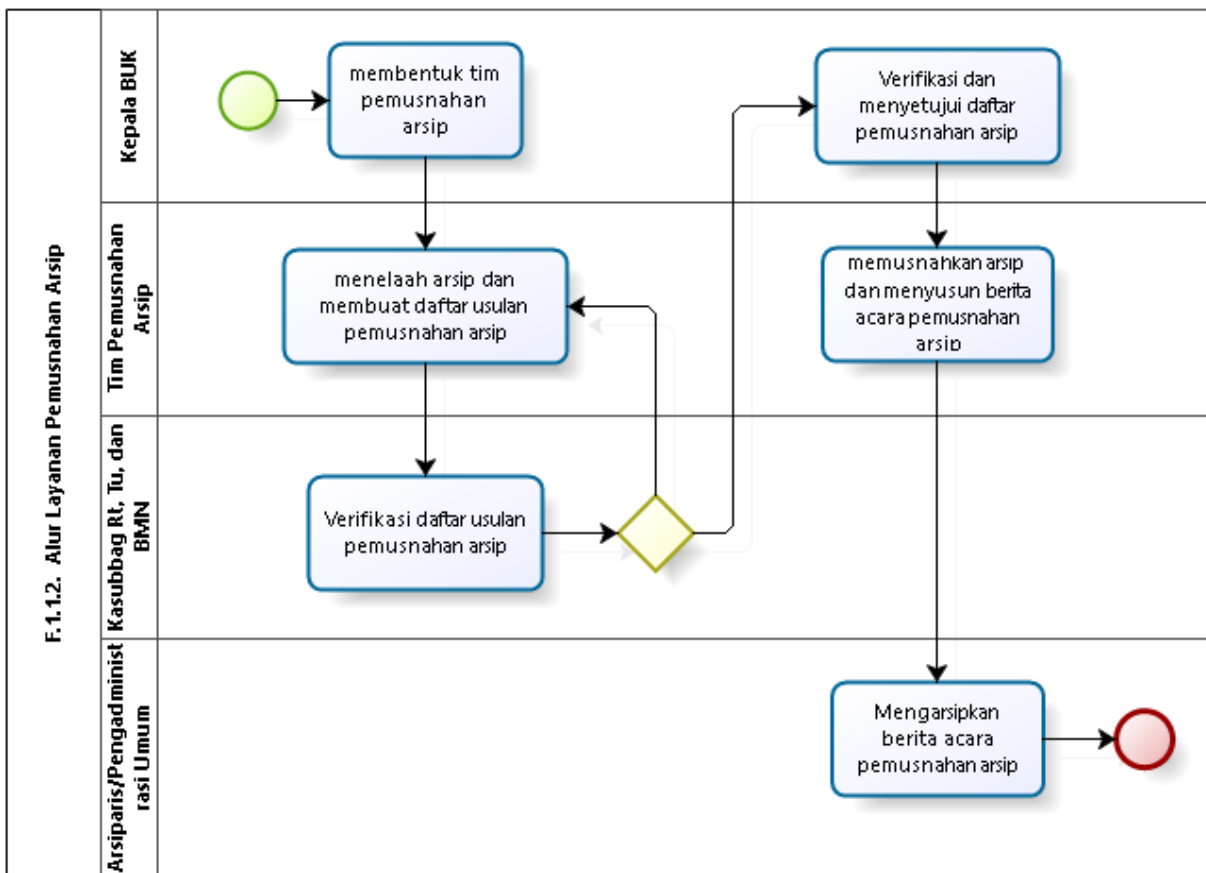 F.1.1.2. Alur Layanan Pemusnahan Arsip
Kepala BUK
membentuk tim
pemusnahan
arsip
Verifikasi dan
menyetujui daftar
pemusnahan arsip
Tim Pemusnahan
Arsip
menelaah arsip dan
membuat daftar usulan
pemusnahan arsip
memusnahkan arsip
dan menyusun berita
acara pemusnahan
arsip
Kasubbag Rt, Tu, dan
BMN
Verifikasi daftar usulan
pemusnahan arsip
Arsiparis/Pengadminist
rasi Umum
Mengarsipkan
berita acara
pemusnahan arsip